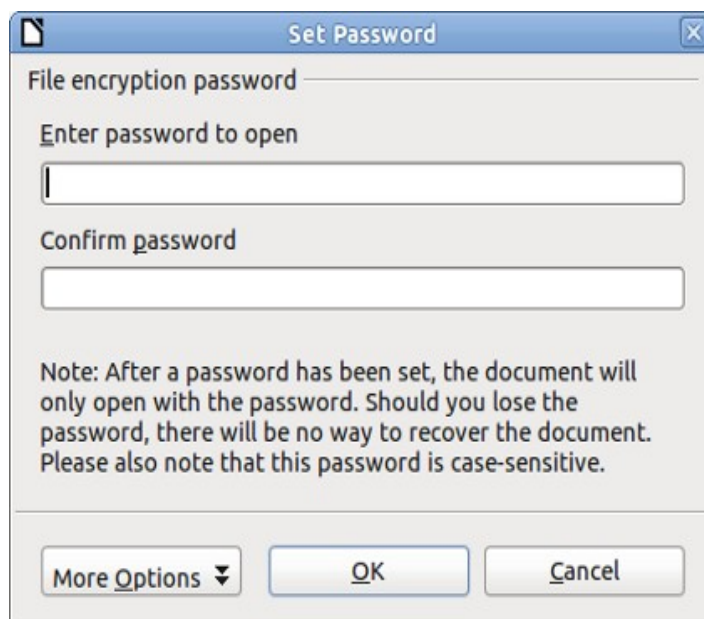 Set Password
File encryption password
Enter password to open
Confirm password
Note: After a password has been set, the document will
only open with the password. Should you lose the
password, there will be no way to recover the document.
Please also note that this password is case-sensitive.
More Options OK Cancel